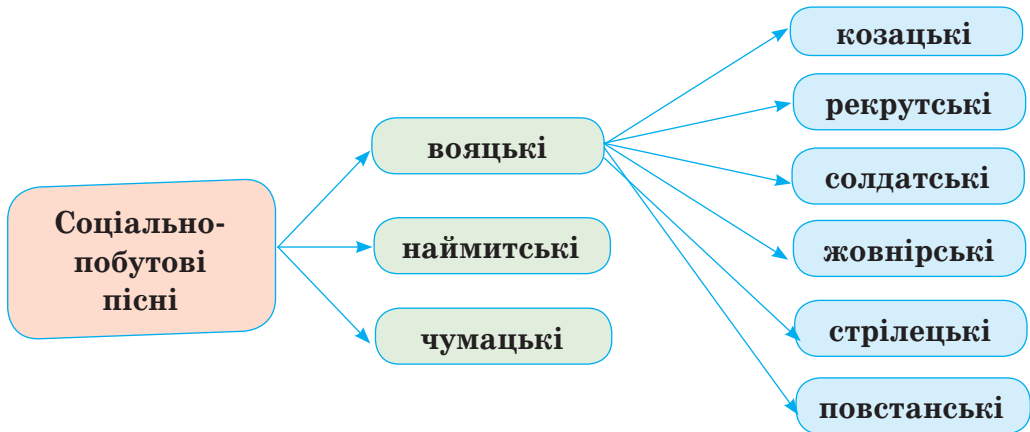 Соціально-
побутові
пісні
вояцькі
наймитські
чумацькі
козацькі
рекрутські
солдатські
жовнірські
стрілецькі
повстанські